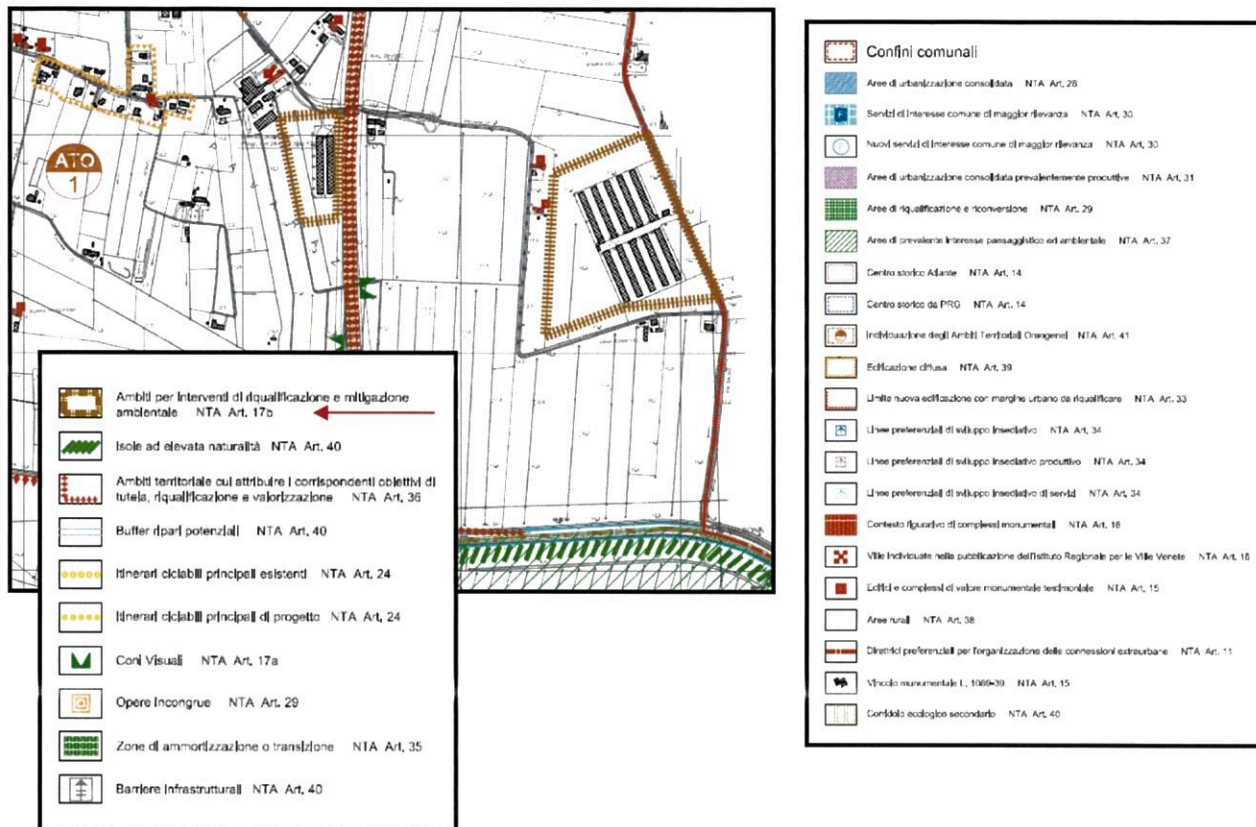 ATO
1
Ambiti per interventi di riqualificazione e mitigazione
ambientale NTA Art. 17b
Isole ad elevata naturalità NTA Art. 40
Ambiti territoriale cui attribuire i corrispondenti obiettivi di
tutela, riqualificazione e valorizzazione NTA Art. 36
Buffer ripari potenziali NTA Art. 40
Itinerari ciclabili principali esistenti NTA Art. 24
Itinerari ciclabili principali di progetto NTA Art. 24
Coni Visuali NTA Art. 17a
Opere Incongrue NTA Art. 29
Zone di ammortizzazione o transizione NTA Art. 35
Barriere Infrastrutturali NTA Art. 40
Confini comunali
Aree di urbanizzazione consolidata NTA Art. 28
Servizi di interesse comune di maggior rilevanza NTA Art. 30
Nuovi servizi di interesse comune di maggior rilevanza NTA Art. 30
Aree di urbanizzazione consolidata prevalentemente produttive NTA Art. 31
Aree di riqualificazione e riconversione NTA Art. 29
Aree di prevalente interesse paesaggistico ed ambientale NTA Art. 37
Centro storico Atlante NTA Art. 14
Centro storico da PRG NTA Art. 14
Individuazione degli Ambiti Territoriali Omogenei NTA Art. 41
Edificazione diffusa NTA Art. 39
Limite nuova edificazione con margine urbano da riqualificare NTA Art. 33
Linee preferenziali di sviluppo insediativo NTA Art. 34
Linee preferenziali di sviluppo insediativo produttivo NTA Art. 34
Linee preferenziali di sviluppo insediativo di servizi NTA Art. 34
Contesto figurativo di complessi monumentali NTA Art. 18
Ville individuate nella pubblicazione dell'Istituto Regionale per le Ville Venete NTA Art. 18
Edifici e complessi di valore monumentale testimoniale NTA Art. 15
Aree rurali NTA Art. 38
Direttrici preferenziali per l'organizzazione delle connessioni extraurbane NTA Art. 11
Vincolo munumentale L. 1089-39 NTA Art. 15
Corridoio ecologico secondario NTA Art. 40